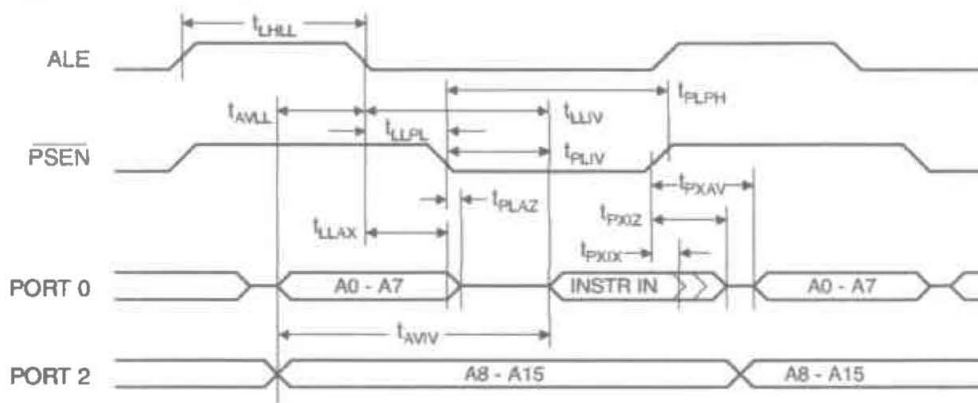 tLHLL
ALE
tPLPH
tAVLL
tLLIV
tLLPL
PSEN
tPLIV
tPXAV
tPLAZ
tPXIZ
tLLAX
tPXIX
PORT 0
A0 - A7
INSTR IN
A0 - A7
tAVIV
PORT 2
A8 - A15
A8 - A15